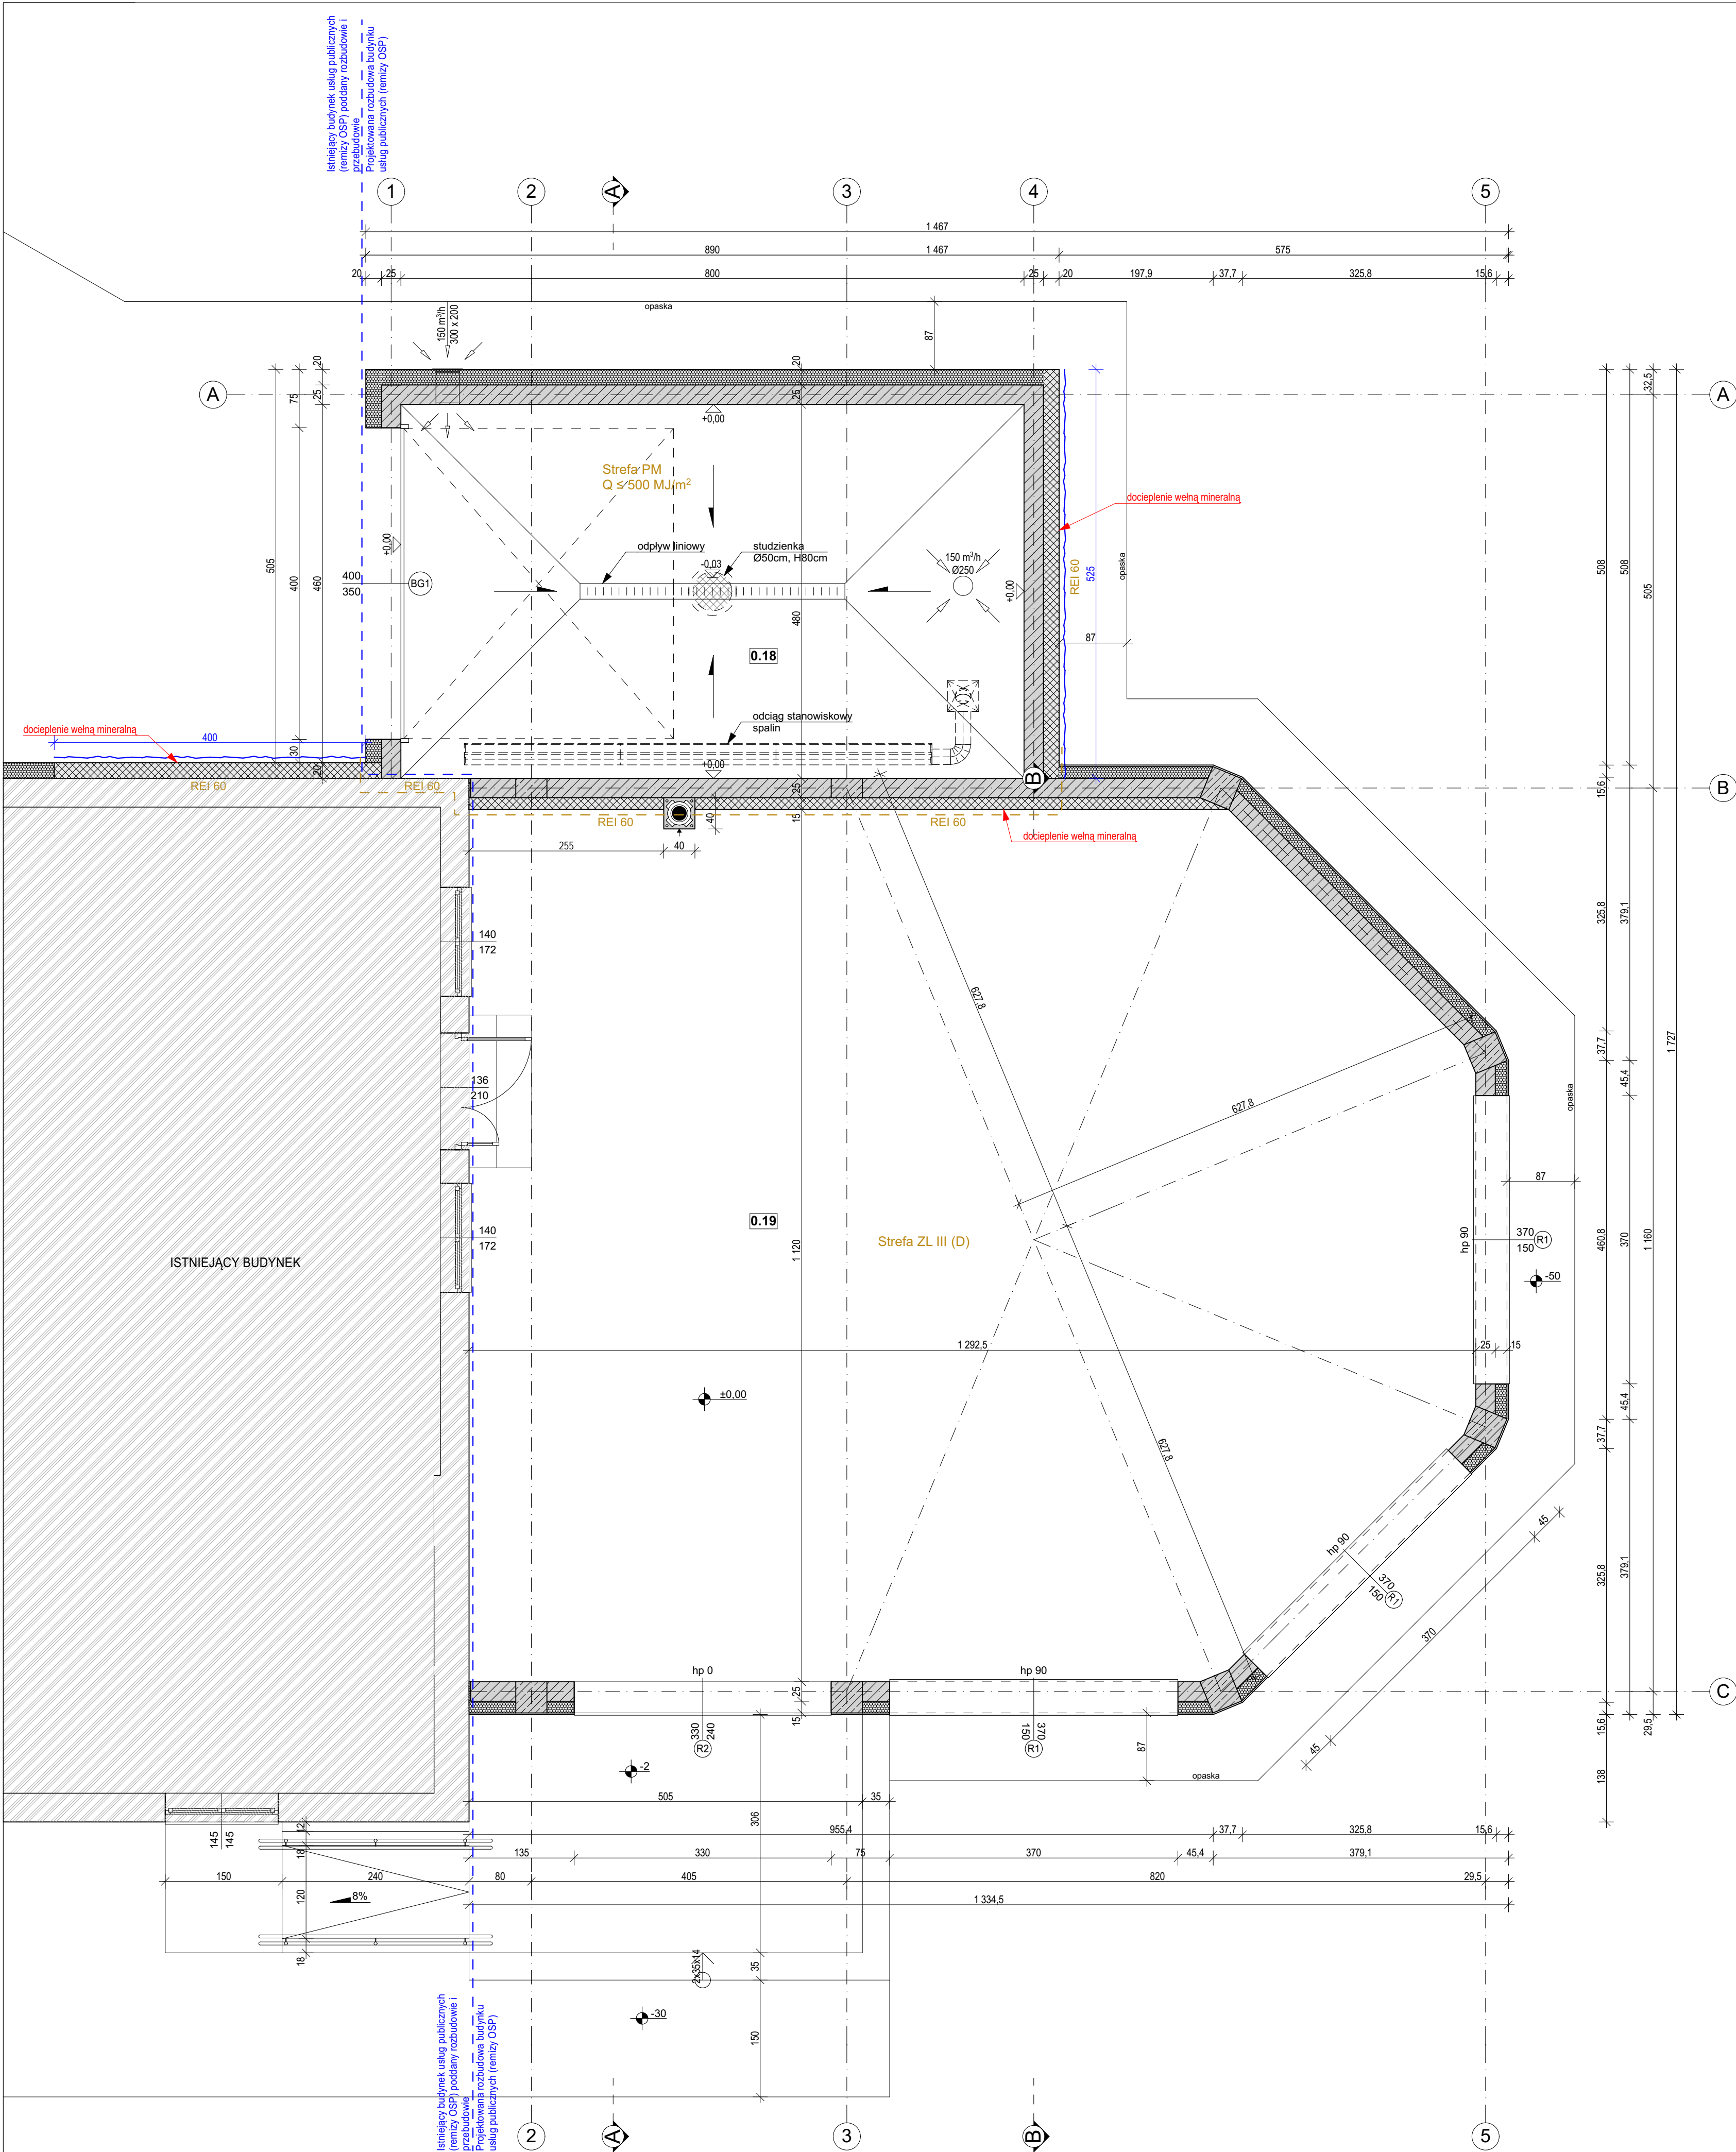 Istniejący budynek usług publicznych
(remizy OSP) poddany rozbudowie i
przebudowie
Projektowana rozbudowa budynku
usług publicznych (remizy OSP)
1
2
A
3
4
5
1 467
890
1 467
575
20
25
800
25
20
197,9
37,7
325,8
15,6
opaska
150 m³/h
300 x 200
87
A
A
505
75
400
30
20
25
460
20
20
25
+0,00
32,5
Strefa PM
Q ≤ 500 MJ/m²
docieplenie wełną mineralną
odpływ liniowy
studzienka
Ø50cm, H80cm
-0,03
150 m³/h
Ø250
+0,00
+0,00
400
350
BG1
REI 60
525
opaska
508
508
505
480
87
0.18
odciąg stanowiskowy
spalin
+0,00
docieplenie wełną mineralną
400
REI 60
REI 60
B
B
25
15
15,6
40
REI 60
REI 60
docieplenie wełną mineralną
255
40
140
172
325,8
379,1
627,8
136
210
37,7
45,4
1 727
627,8
opaska
87
0.19
140
172
Strefa ZL III (D)
ISTNIEJĄCY BUDYNEK
1 120
hp 90
370
150
R1
-50
460,8
370
1 160
1 292,5
25
15
±0,00
45,4
37,7
627,8
hp 90
370
150
R1
45
325,8
379,1
370
45
hp 0
hp 90
C
25
15
330
240
R2
150
370
R1
87
15,6
29,5
138
-2
opaska
505
35
306
145
145
12
18
120
18
955,4
37,7
325,8
15,6
135
330
75
370
45,4
379,1
150
240
80
405
820
29,5
8%
1 334,5
2x35x14
35
-30
150
Istniejący budynek usług publicznych
(remizy OSP) poddany rozbudowie i
przebudowie
Projektowana rozbudowa budynku
usług publicznych (remizy OSP)
2
A
3
B
5